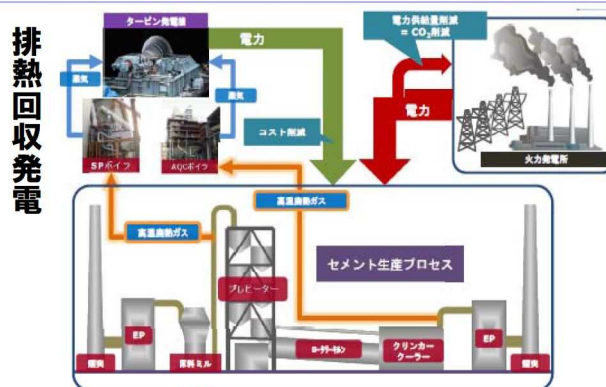 排熱回収発電
タービン発電機
電力
電力供給量削減
= CO₂削減
蒸気
蒸気
電力
コスト削減
SPボイラ
AQCボイラ
火力発電所
高温廃熱ガス
高温廃熱ガス
セメント生産プロセス
プレヒーター
EP
原料ミル
ロータリーキルン
クリンカー
クーラー
EP
煙突
煙突